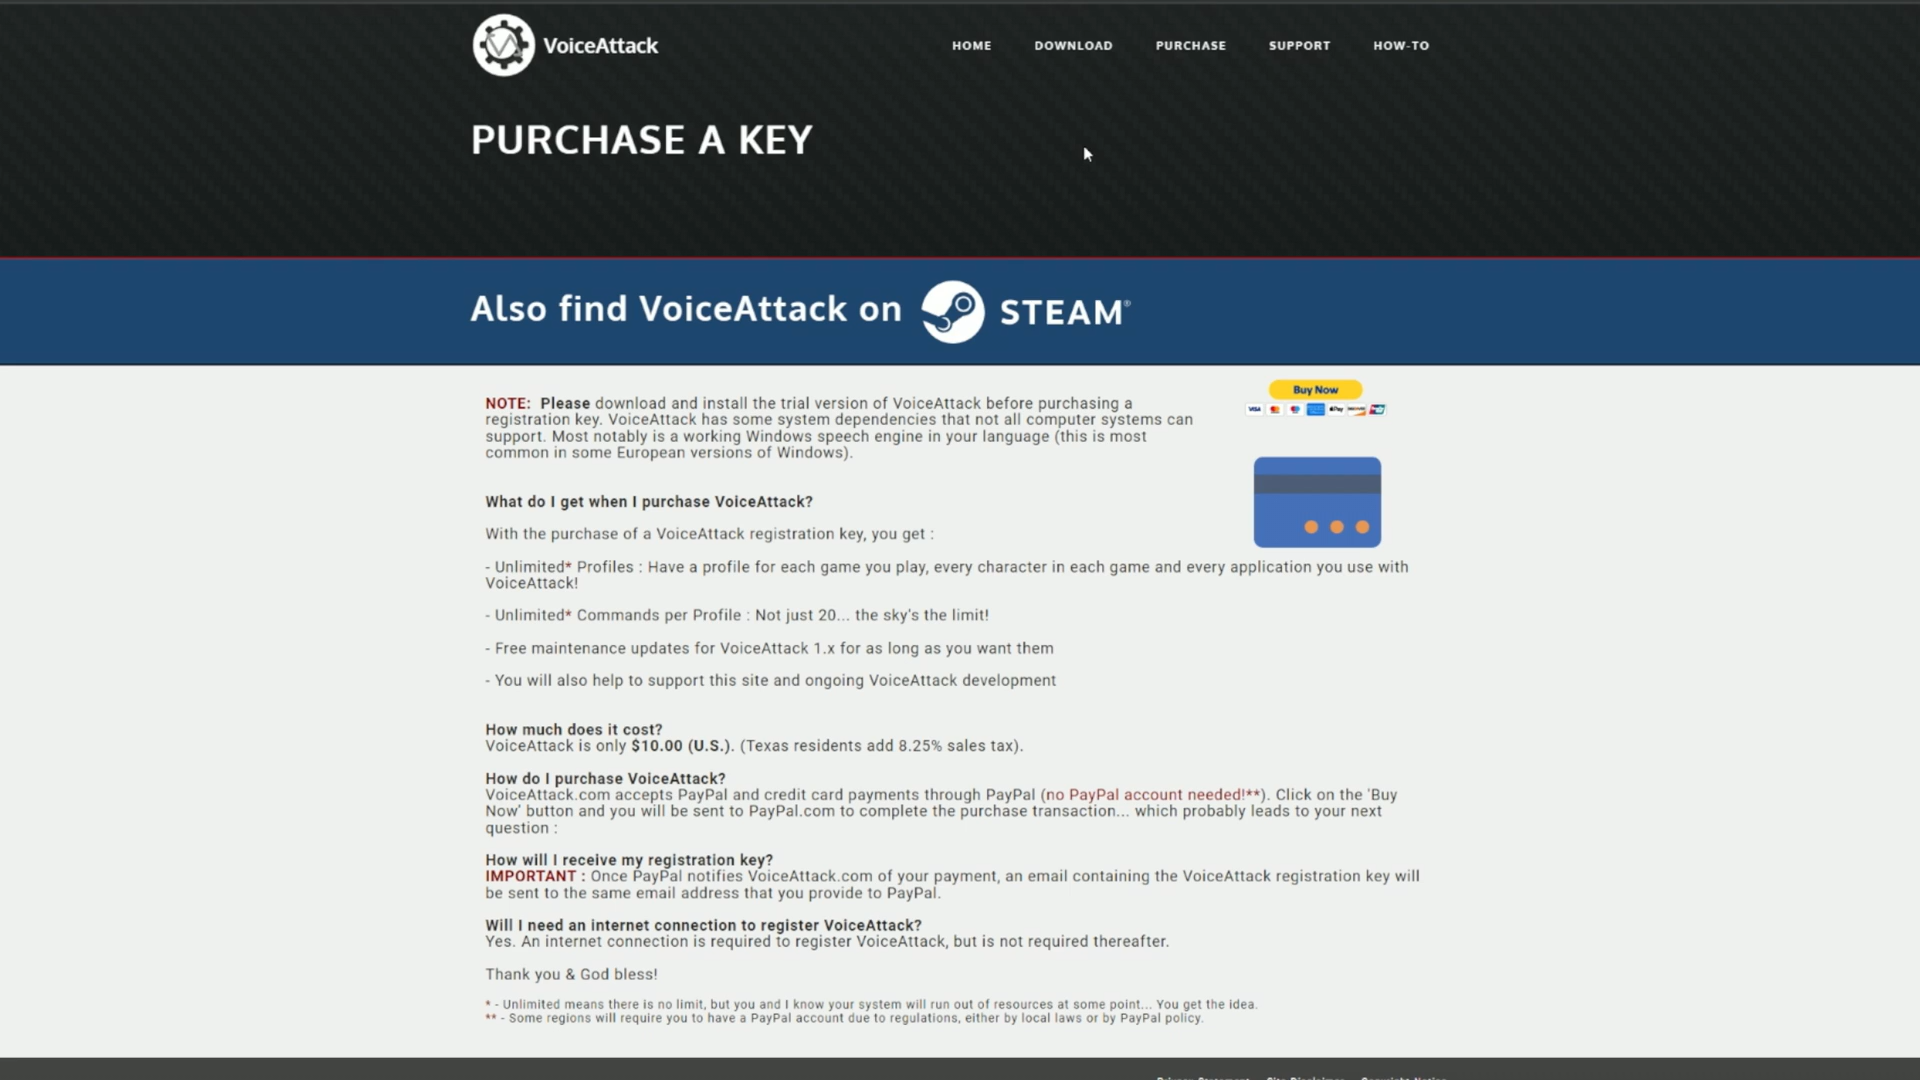 VoiceAttack
HOME
DOWNLOAD
PURCHASE
SUPPORT
HOW-TO
PURCHASE A KEY
Also find VoiceAttack on STEAM®
Buy Now
NOTE: Please download and install the trial version of VoiceAttack before purchasing a
registration key. VoiceAttack has some system dependencies that not all computer systems can
support. Most notably is a working Windows speech engine in your language (this is most
common in some European versions of Windows).
What do I get when I purchase VoiceAttack?
With the purchase of a VoiceAttack registration key, you get :
- Unlimited* Profiles : Have a profile for each game you play, every character in each game and every application you use with
VoiceAttack!
- Unlimited* Commands per Profile : Not just 20... the sky's the limit!
- Free maintenance updates for VoiceAttack 1.x for as long as you want them
- You will also help to support this site and ongoing VoiceAttack development
How much does it cost?
VoiceAttack is only $10.00 (U.S.). (Texas residents add 8.25% sales tax).
How do I purchase VoiceAttack?
VoiceAttack.com accepts PayPal and credit card payments through PayPal (no PayPal account needed!**). Click on the 'Buy
Now' button and you will be sent to PayPal.com to complete the purchase transaction... which probably leads to your next
question :
How will I receive my registration key?
IMPORTANT : Once PayPal notifies VoiceAttack.com of your payment, an email containing the VoiceAttack registration key will
be sent to the same email address that you provide to PayPal.
Will I need an internet connection to register VoiceAttack?
Yes. An internet connection is required to register VoiceAttack, but is not required thereafter.
Thank you & God bless!
* - Unlimited means there is no limit, but you and I know your system will run out of resources at some point... You get the idea.
** - Some regions will require you to have a PayPal account due to regulations, either by local laws or by PayPal policy.